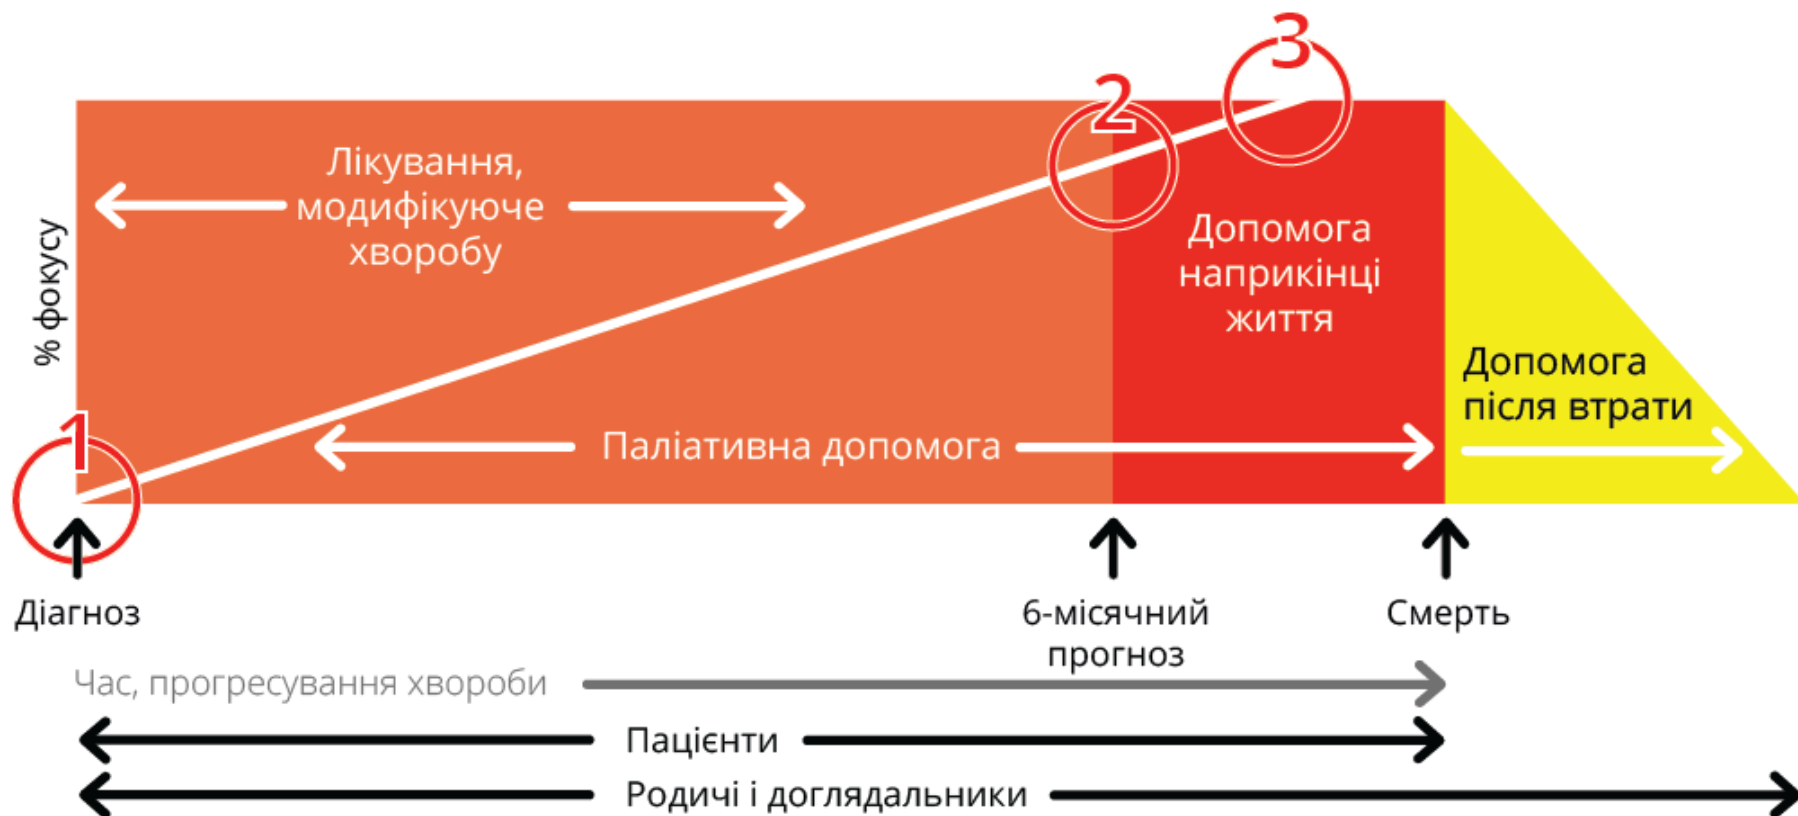 3
2
Лікування,
модифікуюче
хворобу
% фокусу
Допомога
наприкінці
життя
Допомога
після втрати
1
Паліативна допомога
Діагноз
6-місячний
прогноз
Смерть
Час, прогресування хвороби
Пацієнти
Родичі і доглядальники